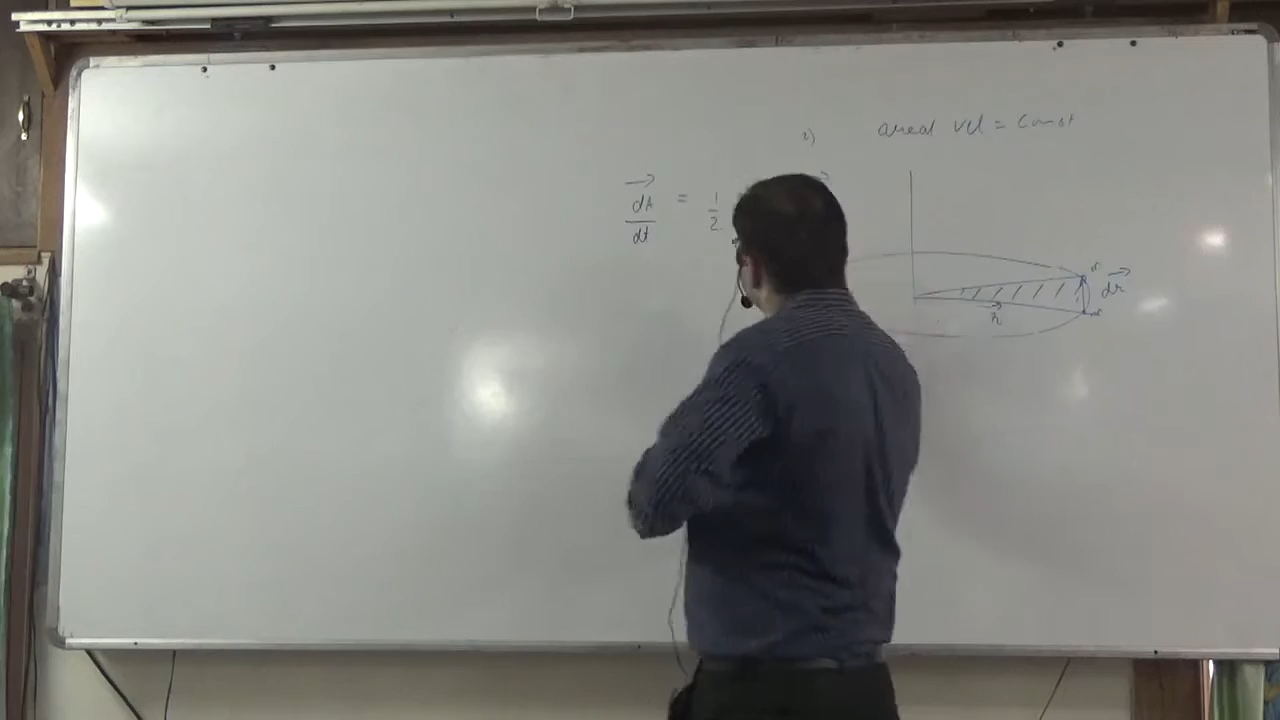 2) areal vel = const
→
dA/dt = 1/2
→
dr
→
r